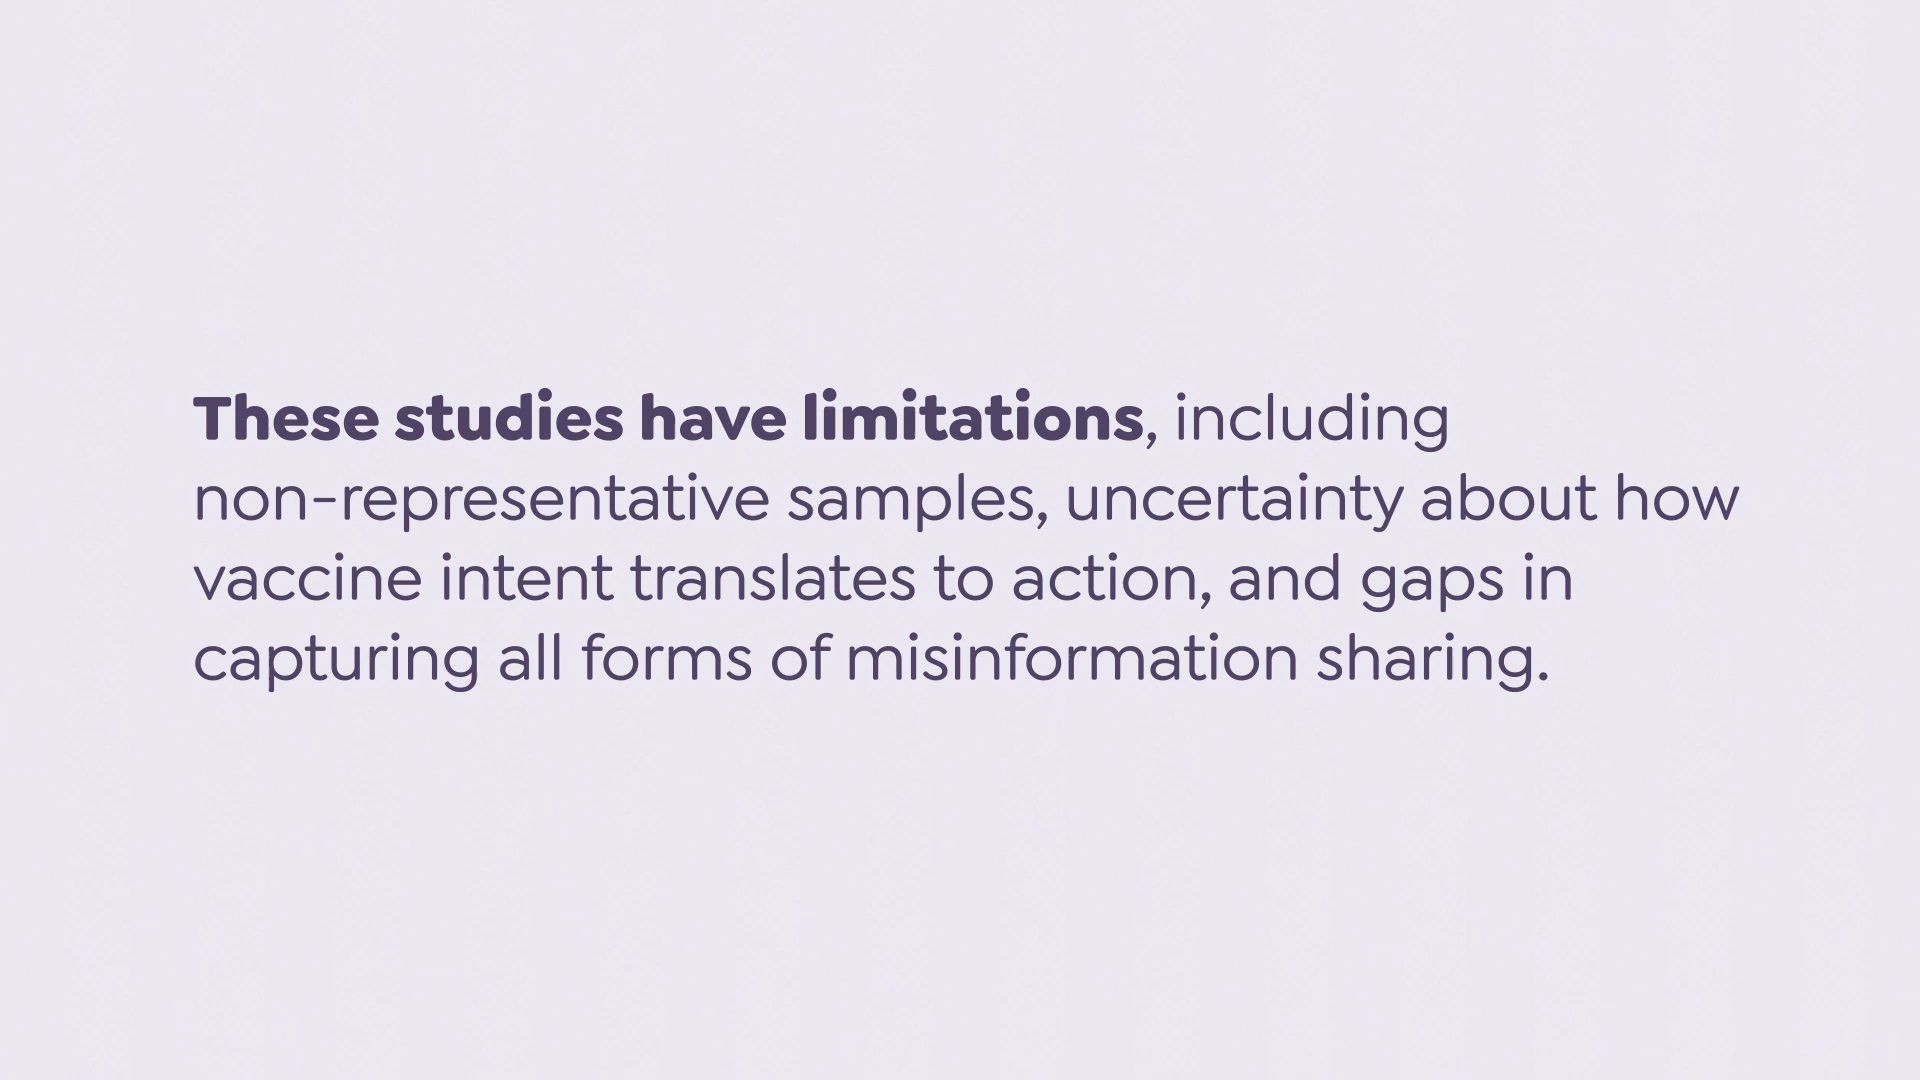 These studies have limitations, including
non-representative samples, uncertainty about how
vaccine intent translates to action, and gaps in
capturing all forms of misinformation sharing.